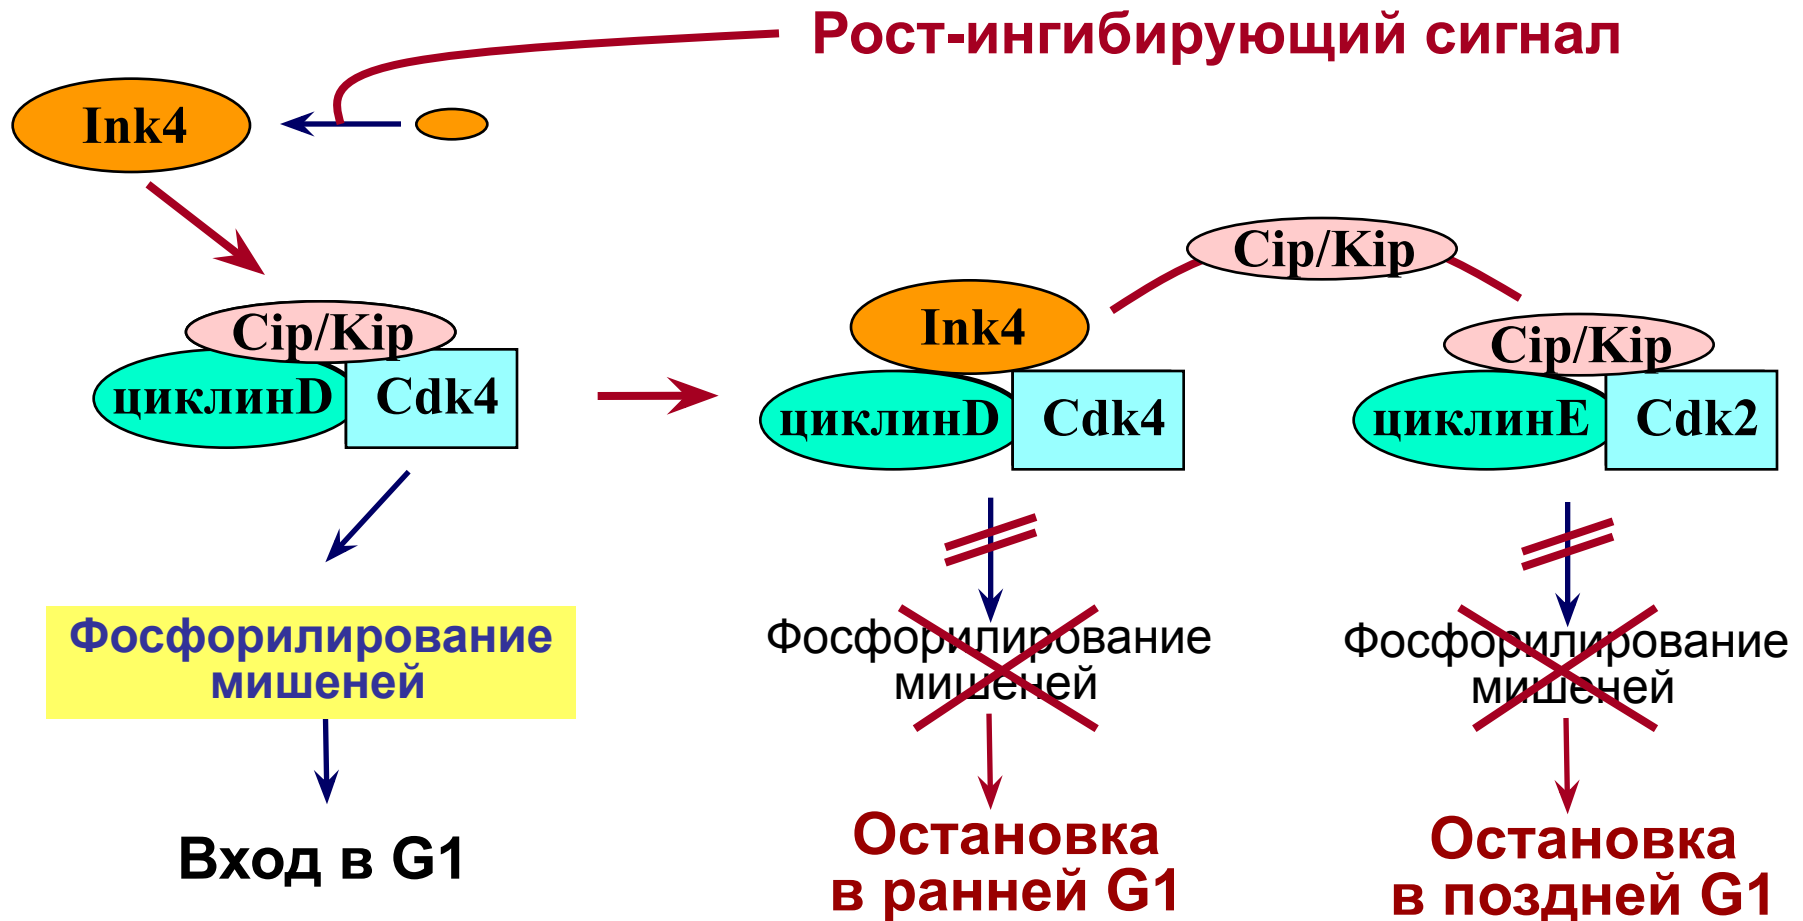 Рост-ингибирующий сигнал
Ink4
Cip/Kip
циклинD
Cdk4
Фосфорилирование
мишеней
Вход в G1
Ink4
циклинD
Cdk4
Фосфорилирование
мишеней
Остановка
в ранней G1
Cip/Kip
Cip/Kip
циклинE
Cdk2
Фосфорилирование
мишеней
Остановка
в поздней G1